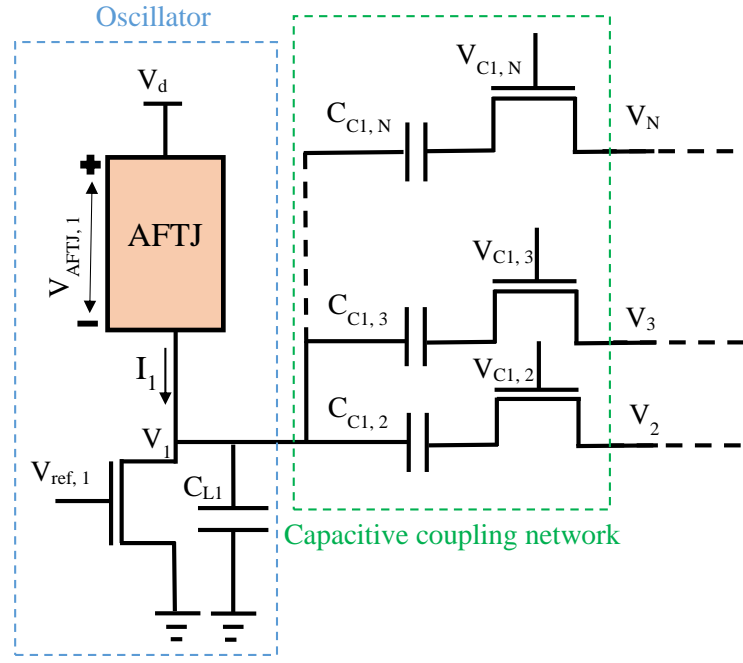 Oscillator
V_d
+
AFTJ
V_AFTJ, 1
-
I_1
V_1
V_ref, 1
C_L1
V_C1, N
C_C1, N
V_N
V_C1, 3
C_C1, 3
V_3
V_C1, 2
C_C1, 2
V_2
Capacitive coupling network